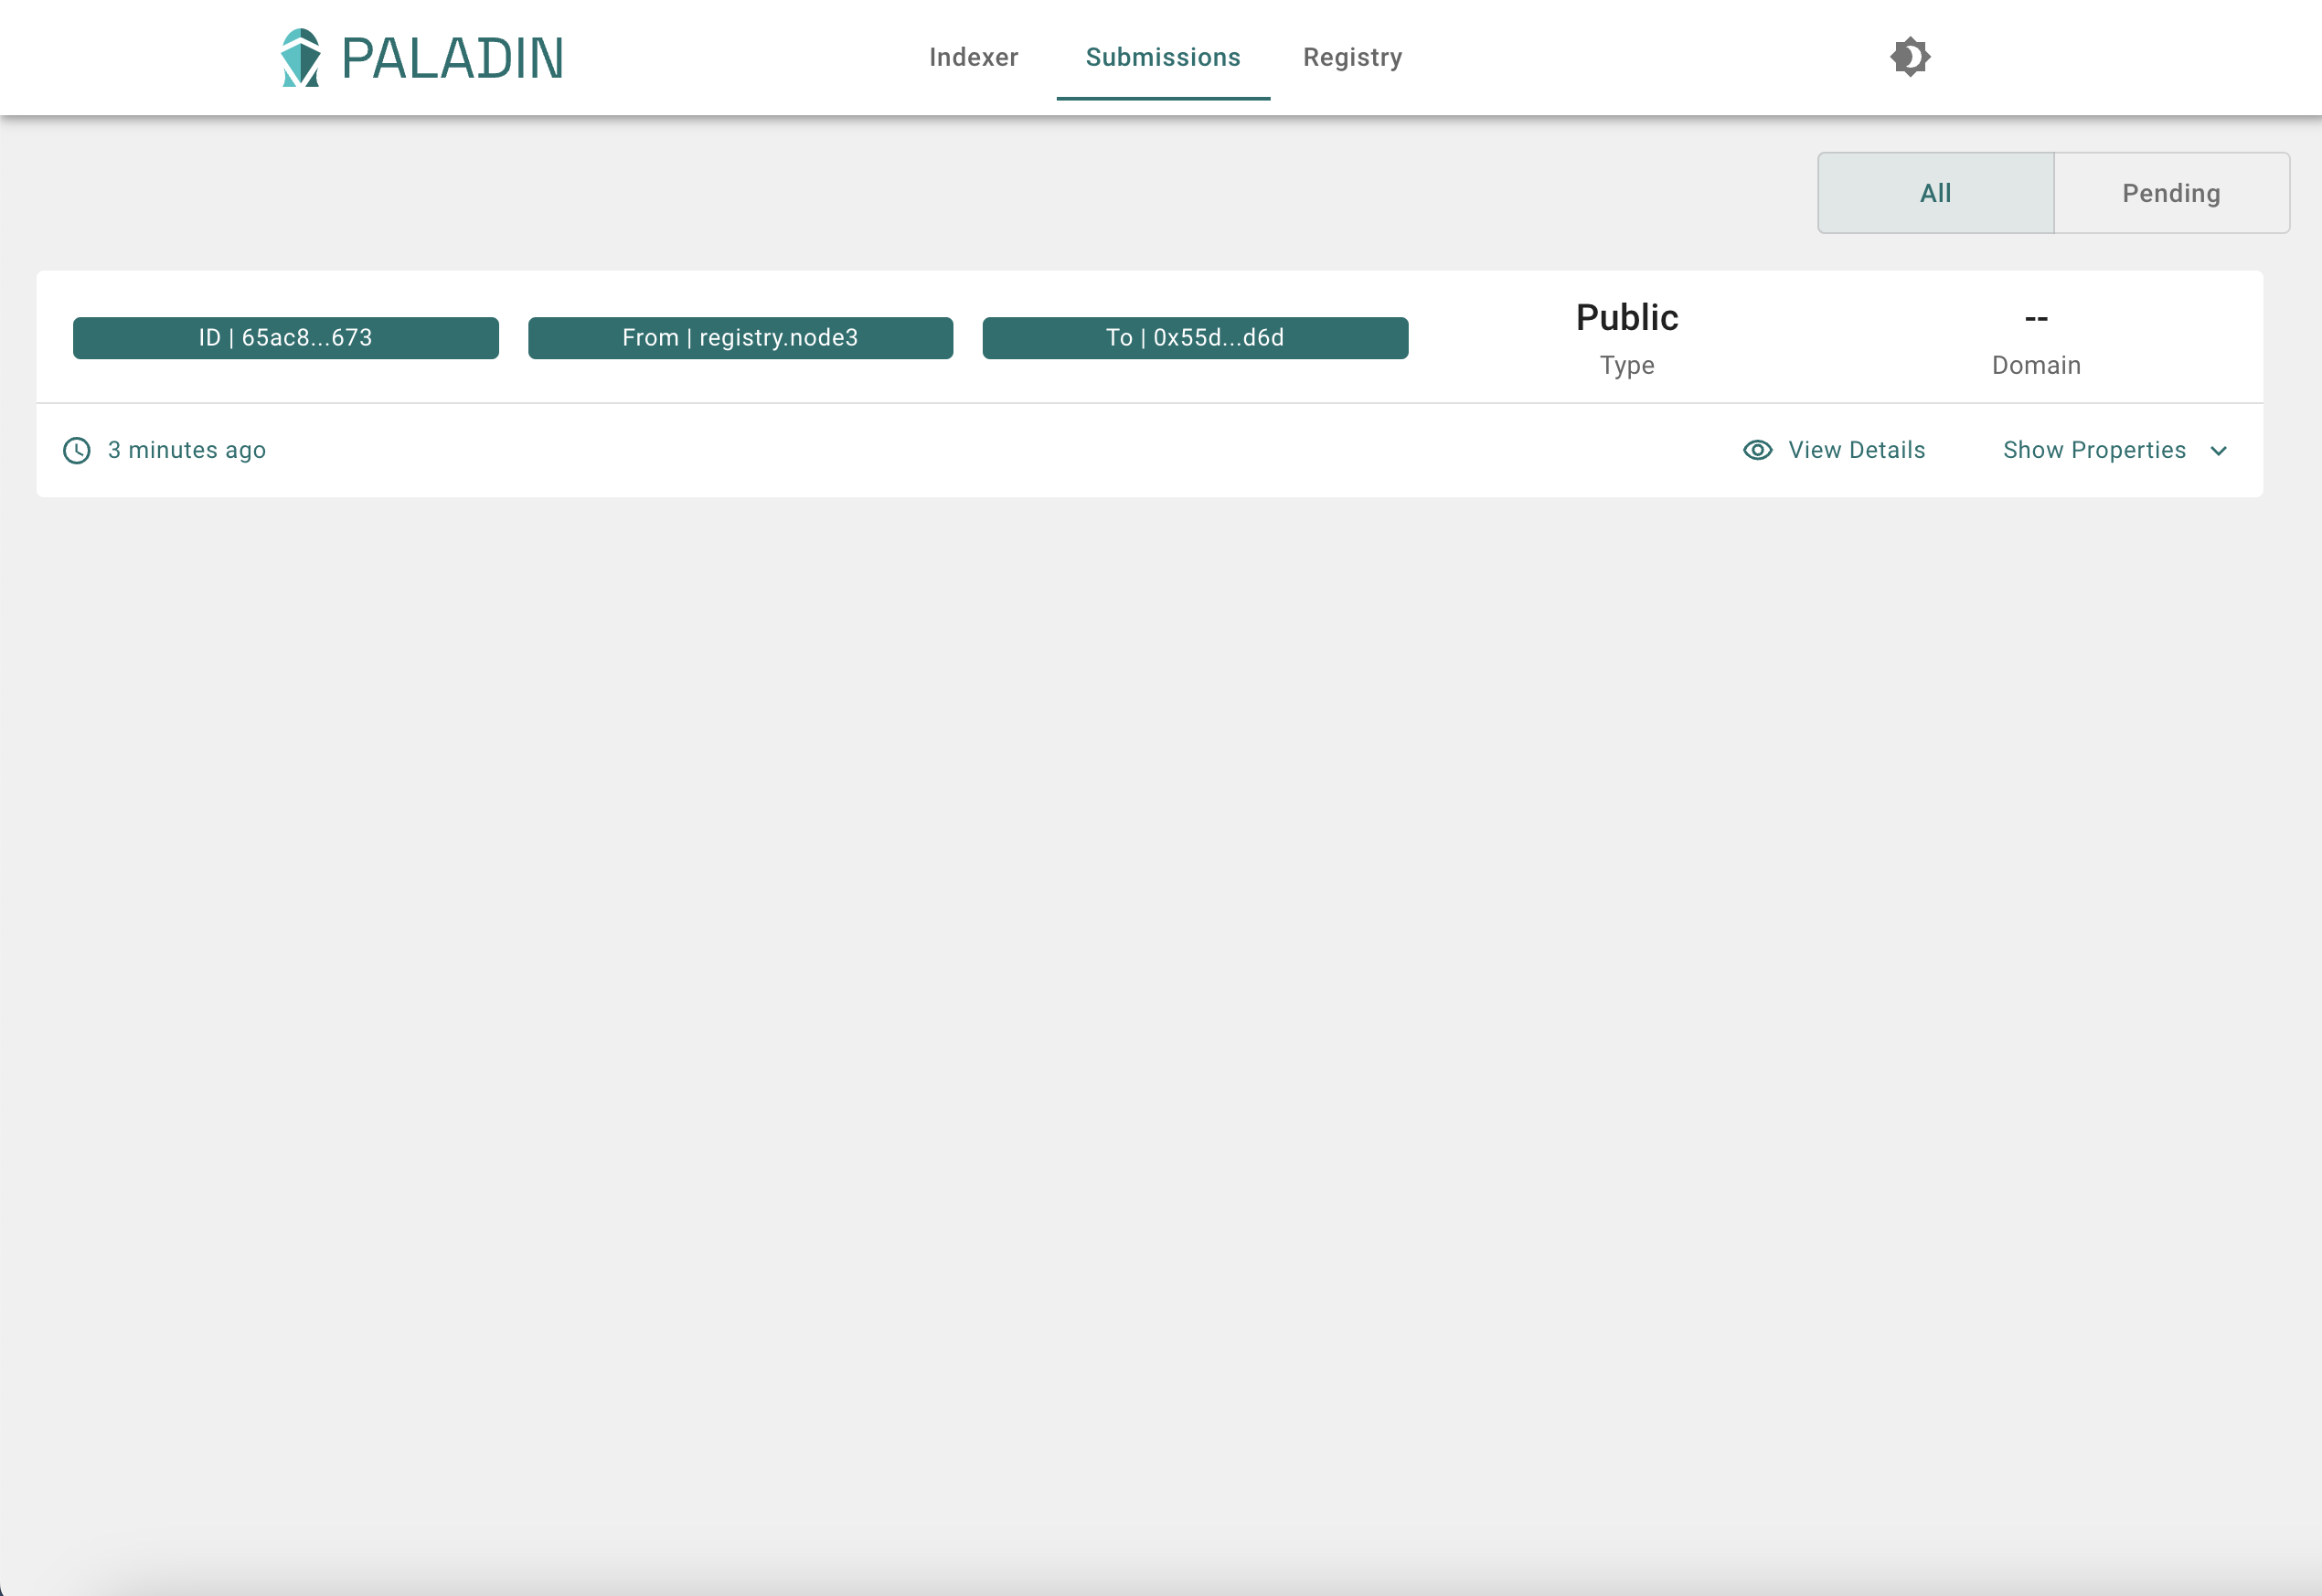 PALADIN
Indexer Submissions Registry
All Pending
ID | 65ac8...673 From | registry.node3 To | 0x55d...d6d Public --
Type Domain
3 minutes ago View Details Show Properties